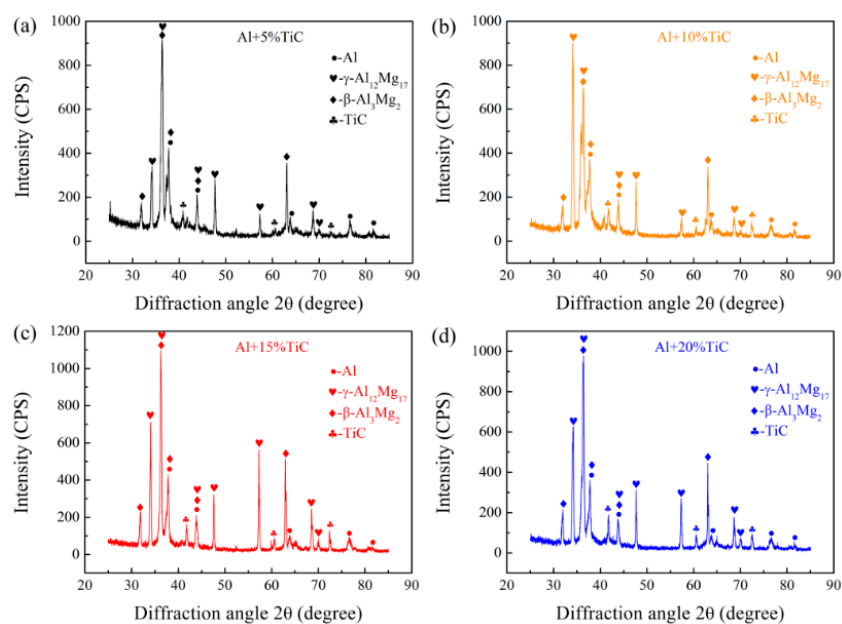 (a)
Al+5%TiC
●-Al
♥-γ-Al₁₂Mg₁₇
♦-β-Al₃Mg₂
♣-TiC
Intensity (CPS)
1000
800
600
400
200
0
20 30 40 50 60 70 80 90
Diffraction angle 2θ (degree)
(b)
Al+10%TiC
●-Al
♥-γ-Al₁₂Mg₁₇
♦-β-Al₃Mg₂
♣-TiC
Intensity (CPS)
1000
800
600
400
200
0
20 30 40 50 60 70 80 90
Diffraction angle 2θ (degree)
(c)
Al+15%TiC
●-Al
♥-γ-Al₁₂Mg₁₇
♦-β-Al₃Mg₂
♣-TiC
Intensity (CPS)
1200
1000
800
600
400
200
0
20 30 40 50 60 70 80 90
Diffraction angle 2θ (degree)
(d)
Al+20%TiC
●-Al
♥-γ-Al₁₂Mg₁₇
♦-β-Al₃Mg₂
♣-TiC
Intensity (CPS)
1000
800
600
400
200
0
20 30 40 50 60 70 80 90
Diffraction angle 2θ (degree)